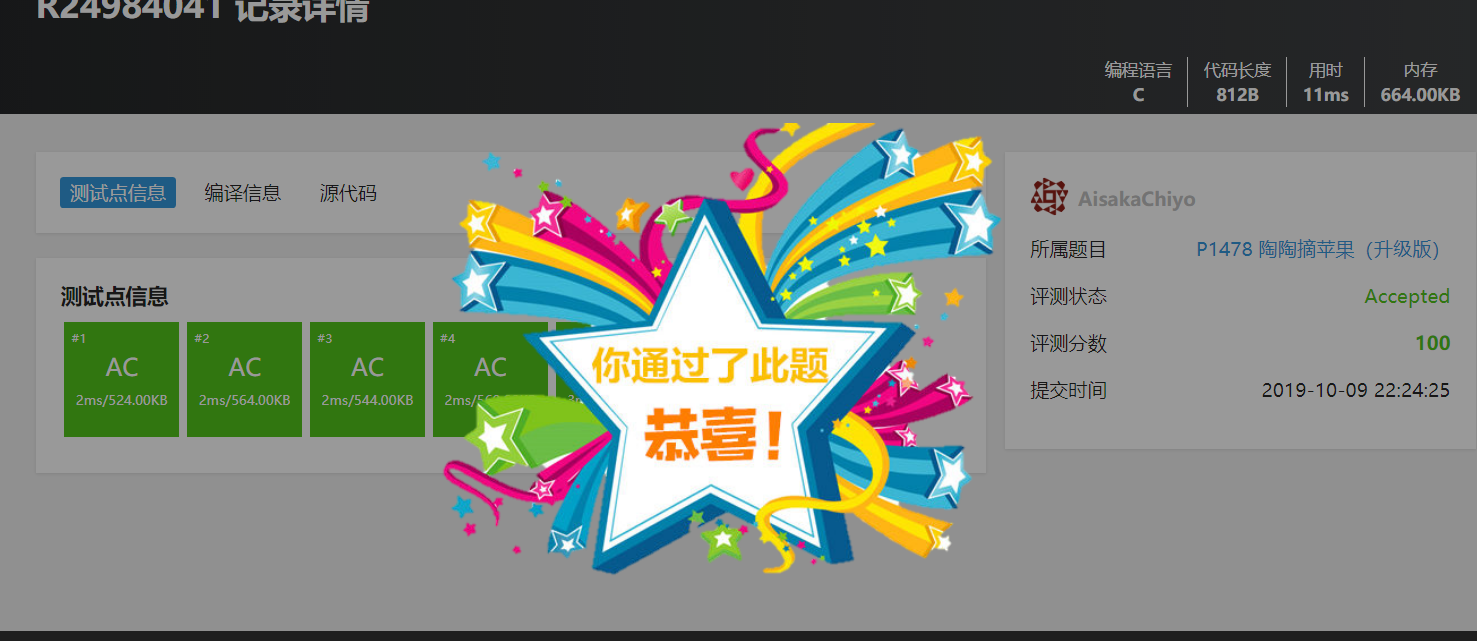 R24984041 记录详情
编程语言
C
代码长度
812B
用时
11ms
内存
664.00KB
测试点信息
编译信息
源代码
测试点信息
#1
AC
2ms/524.00KB
#2
AC
2ms/564.00KB
#3
AC
2ms/544.00KB
#4
AC
你通过了此题
恭喜!
AisakaChiyo
所属题目
P1478 陶陶摘苹果（升级版）
评测状态
Accepted
评测分数
100
提交时间
2019-10-09 22:24:25